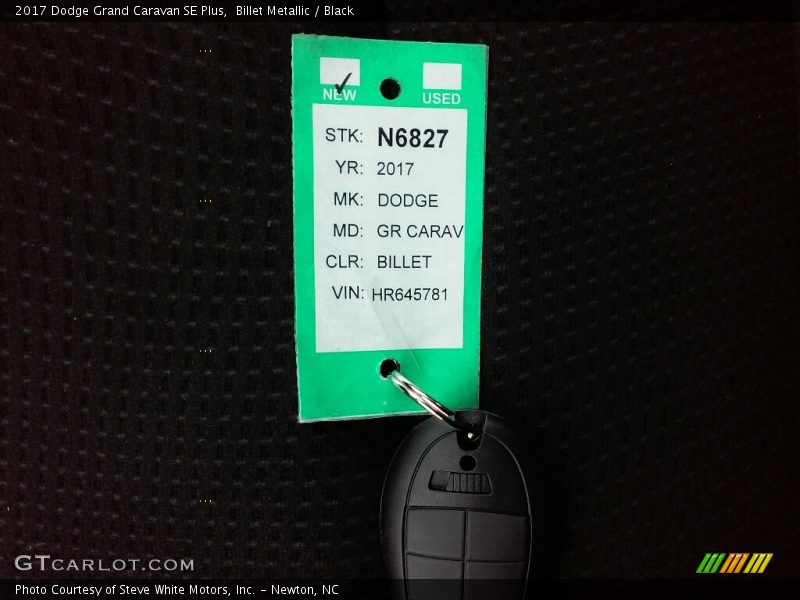 2017 Dodge Grand Caravan SE Plus,  Billet Metallic / Black
NEW USED
STK: N6827
YR: 2017
MK: DODGE
MD: GR CARAV
CLR: BILLET
VIN: HR645781
GTCARLOT.COM
Photo Courtesy of Steve White Motors, Inc. - Newton, NC